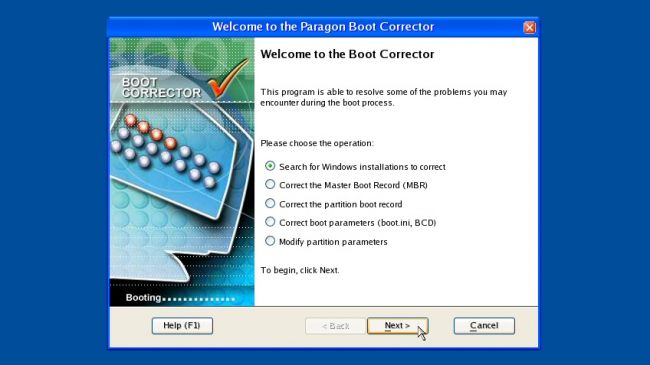 Welcome to the Paragon Boot Corrector
BOOT
CORRECTOR
Welcome to the Boot Corrector
This program is able to resolve some of the problems you may
encounter during the boot process.
Please choose the operation:
Search for Windows installations to correct
Correct the Master Boot Record (MBR)
Correct the partition boot record
Correct boot parameters (boot.ini, BCD)
Modify partition parameters
To begin, click Next.
Booting..............
Help (F1)
< Back
Next >
Cancel